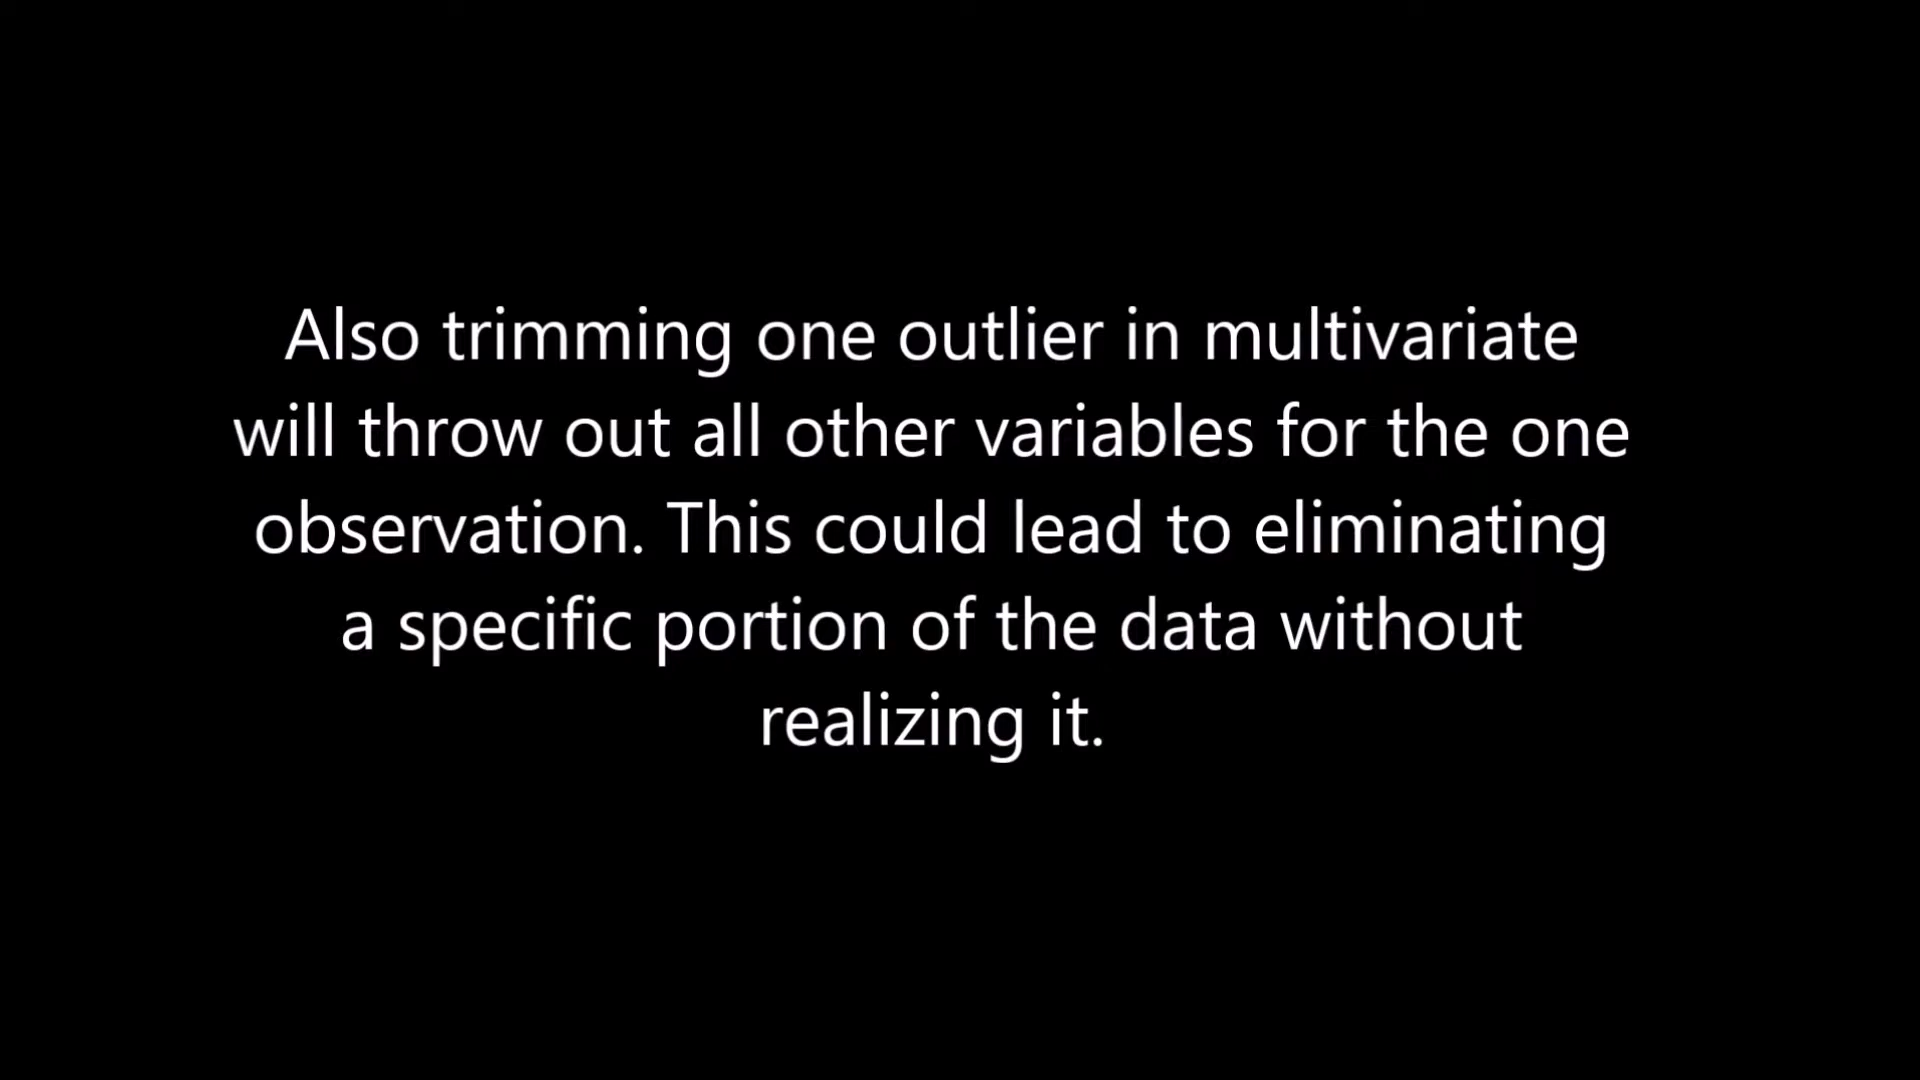 Also trimming one outlier in multivariate
will throw out all other variables for the one
observation. This could lead to eliminating
a specific portion of the data without
realizing it.